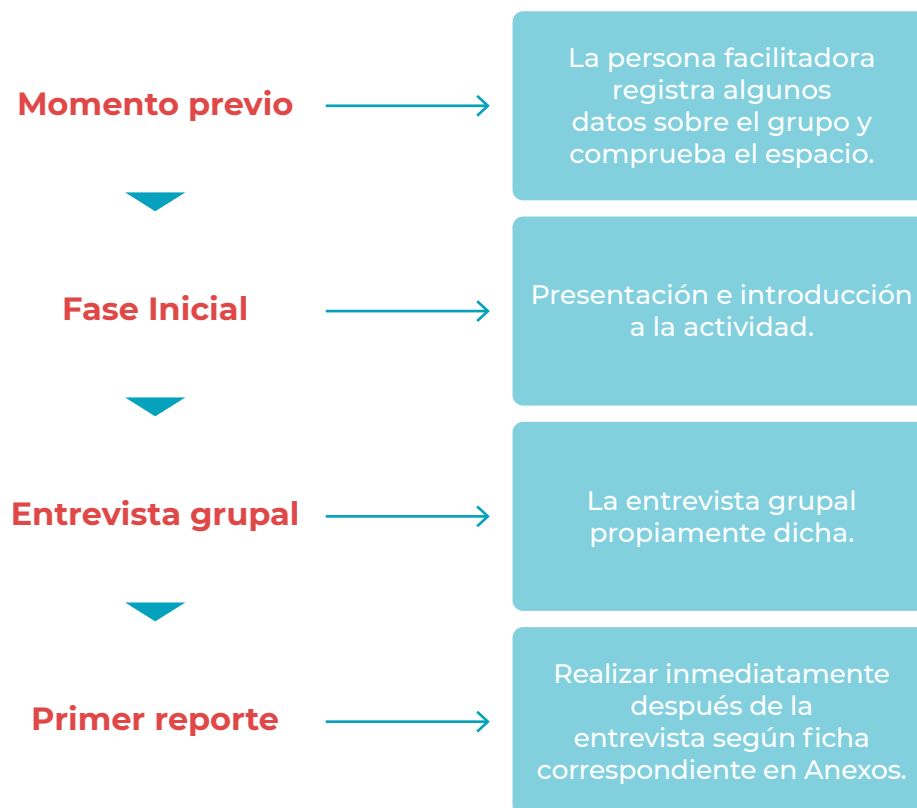 Momento previo
La persona facilitadora
registra algunos
datos sobre el grupo y
comprueba el espacio.
Fase Inicial
Presentación e introducción
a la actividad.
Entrevista grupal
La entrevista grupal
propiamente dicha.
Primer reporte
Realizar inmediatamente
después de la
entrevista según ficha
correspondiente en Anexos.